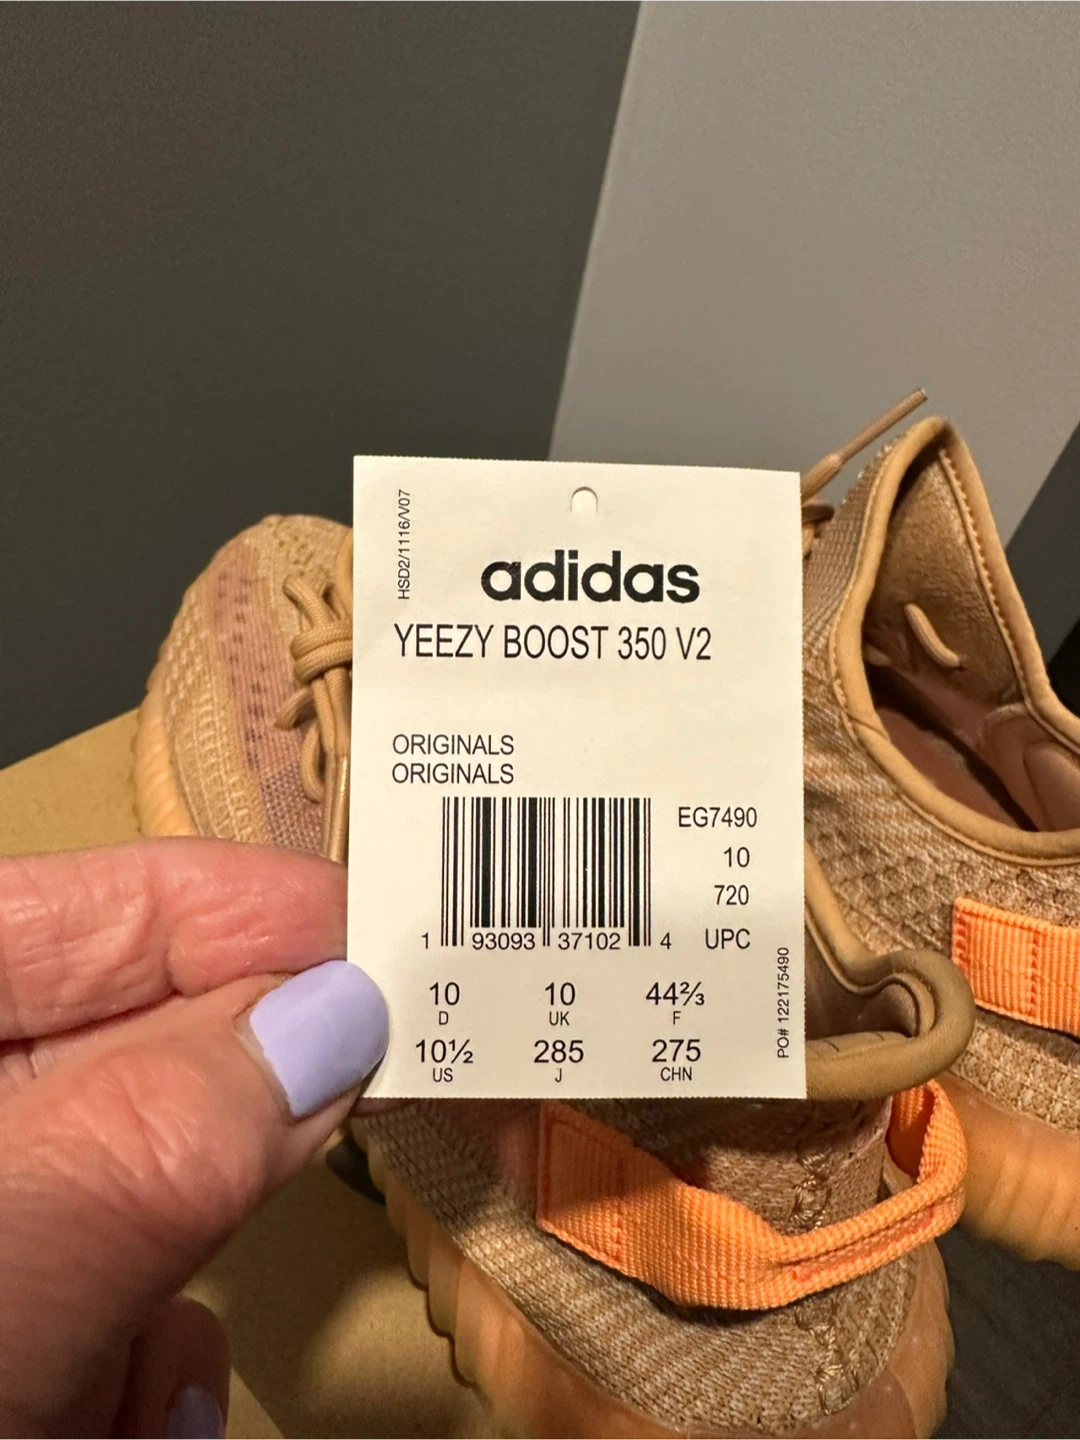 HSD2/1116/V07
adidas
YEEZY BOOST 350 V2
ORIGINALS
ORIGINALS
EG7490
10
720
UPC
1 93093 37102 4
10 10 44⅔
D UK F
10½ 285 275
US J CHN
PO# 122175490